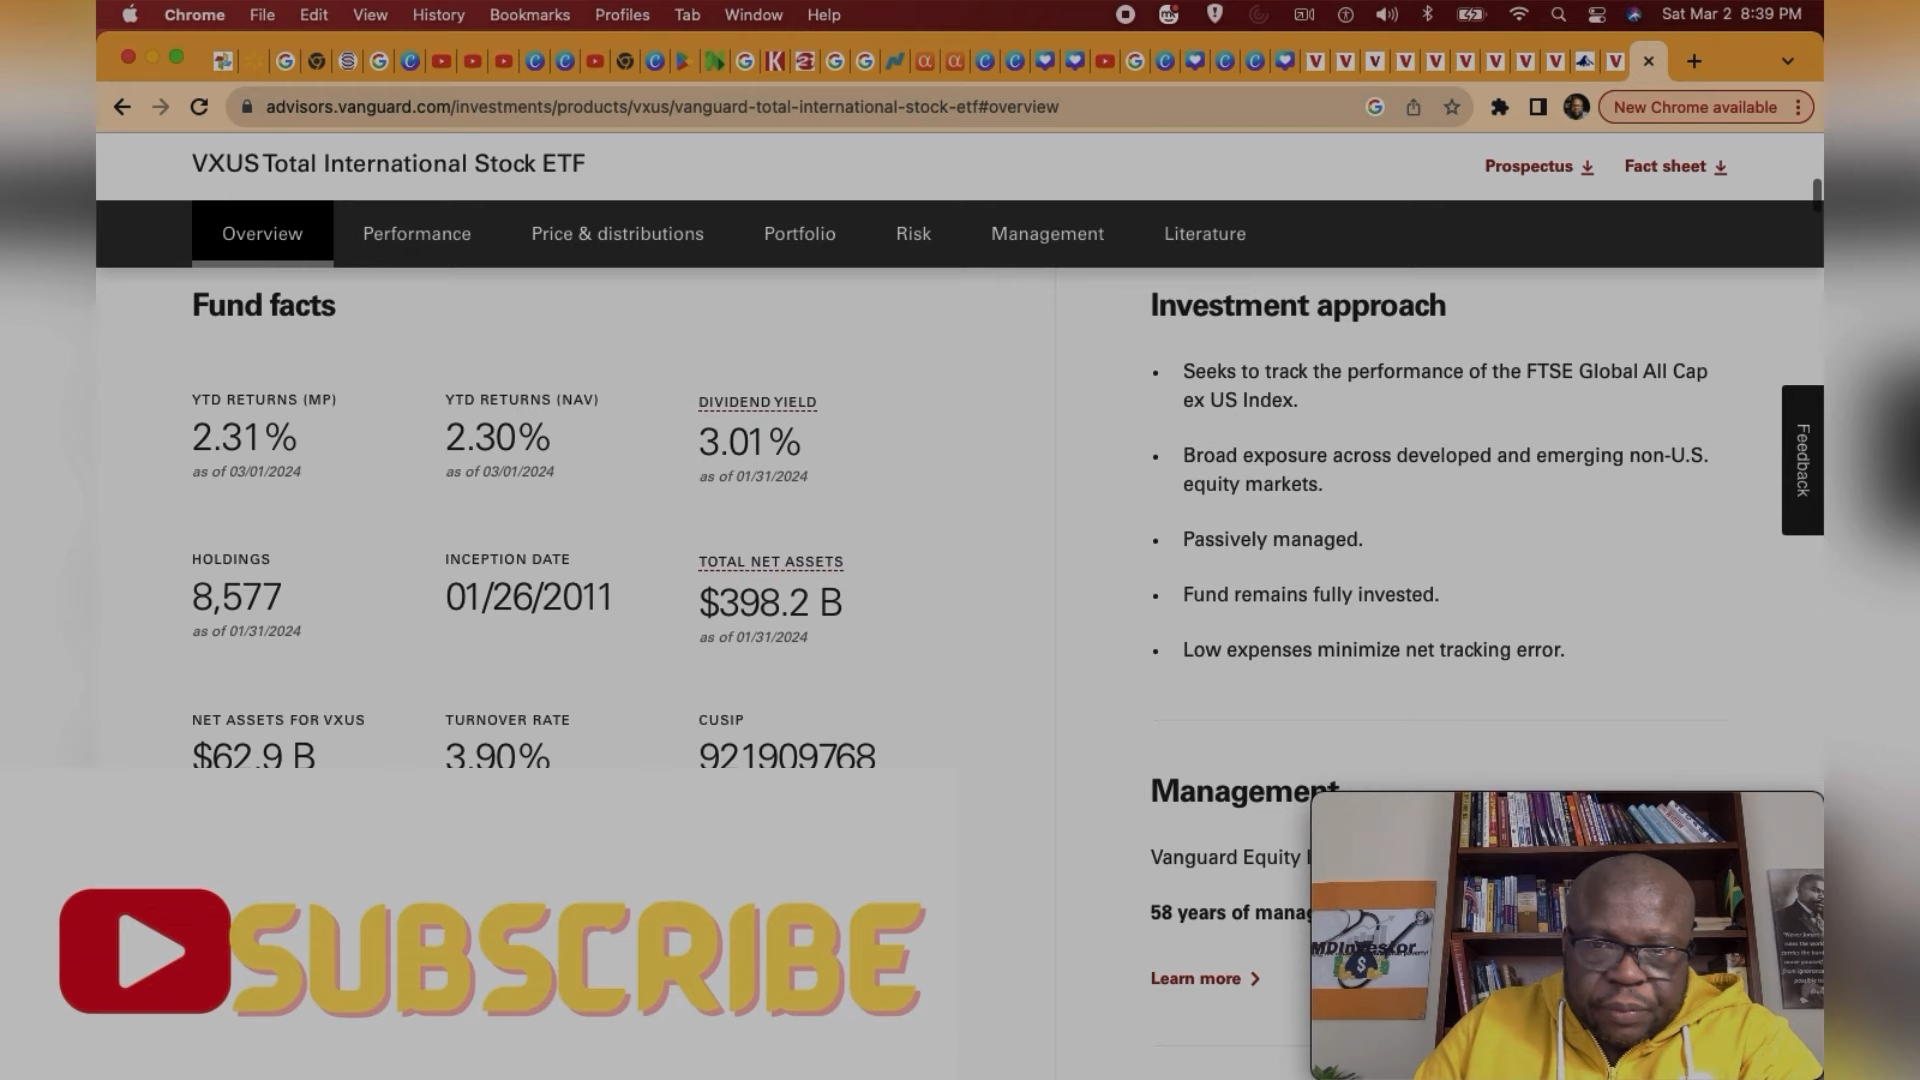 Chrome File Edit View History Bookmarks Profiles Tab Window Help Sat Mar 2 8:39 PM
advisors.vanguard.com/investments/products/vxus/vanguard-total-international-stock-etf#overview New Chrome available
VXUS Total International Stock ETF Prospectus Fact sheet
Overview Performance Price & distributions Portfolio Risk Management Literature
Fund facts
YTD RETURNS (MP) YTD RETURNS (NAV) DIVIDEND YIELD
2.31% 2.30% 3.01%
as of 03/01/2024 as of 03/01/2024 as of 01/31/2024
HOLDINGS INCEPTION DATE TOTAL NET ASSETS
8,577 01/26/2011 $398.2 B
as of 01/31/2024 as of 01/31/2024
NET ASSETS FOR VXUS TURNOVER RATE CUSIP
$62.9 B 3.90% 921909768
Investment approach
Seeks to track the performance of the FTSE Global All Cap
ex US Index.
Broad exposure across developed and emerging non-U.S.
equity markets.
Passively managed.
Fund remains fully invested.
Low expenses minimize net tracking error.
Management
Vanguard Equity
58 years of
Learn more
Feedback
SUBSCRIBE
MDInvestor